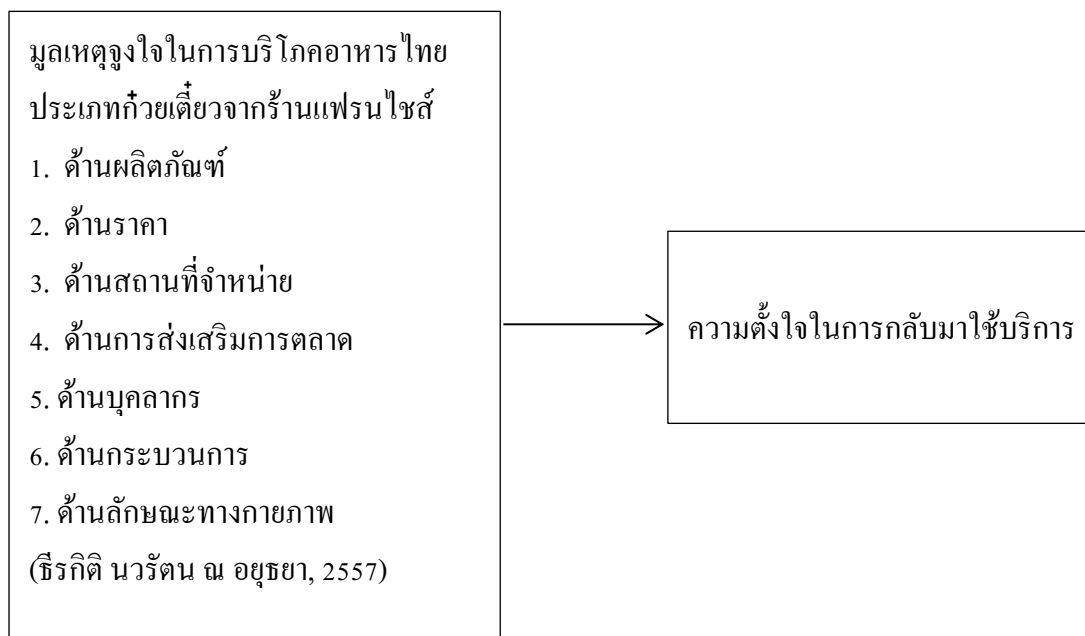 มูลเหตุจูงใจในการบริโภคอาหารไทย
ประเภทก๋วยเตี๋ยวจากร้านแฟรนไชส์
1. ด้านผลิตภัณฑ์
2. ด้านราคา
3. ด้านสถานที่จำหน่าย
4. ด้านการส่งเสริมการตลาด
5. ด้านบุคลากร
6. ด้านกระบวนการ
7. ด้านลักษณะทางกายภาพ
(ธีรกิติ นวรัตน ณ อยุธยา, 2557)
ความตั้งใจในการกลับมาใช้บริการ